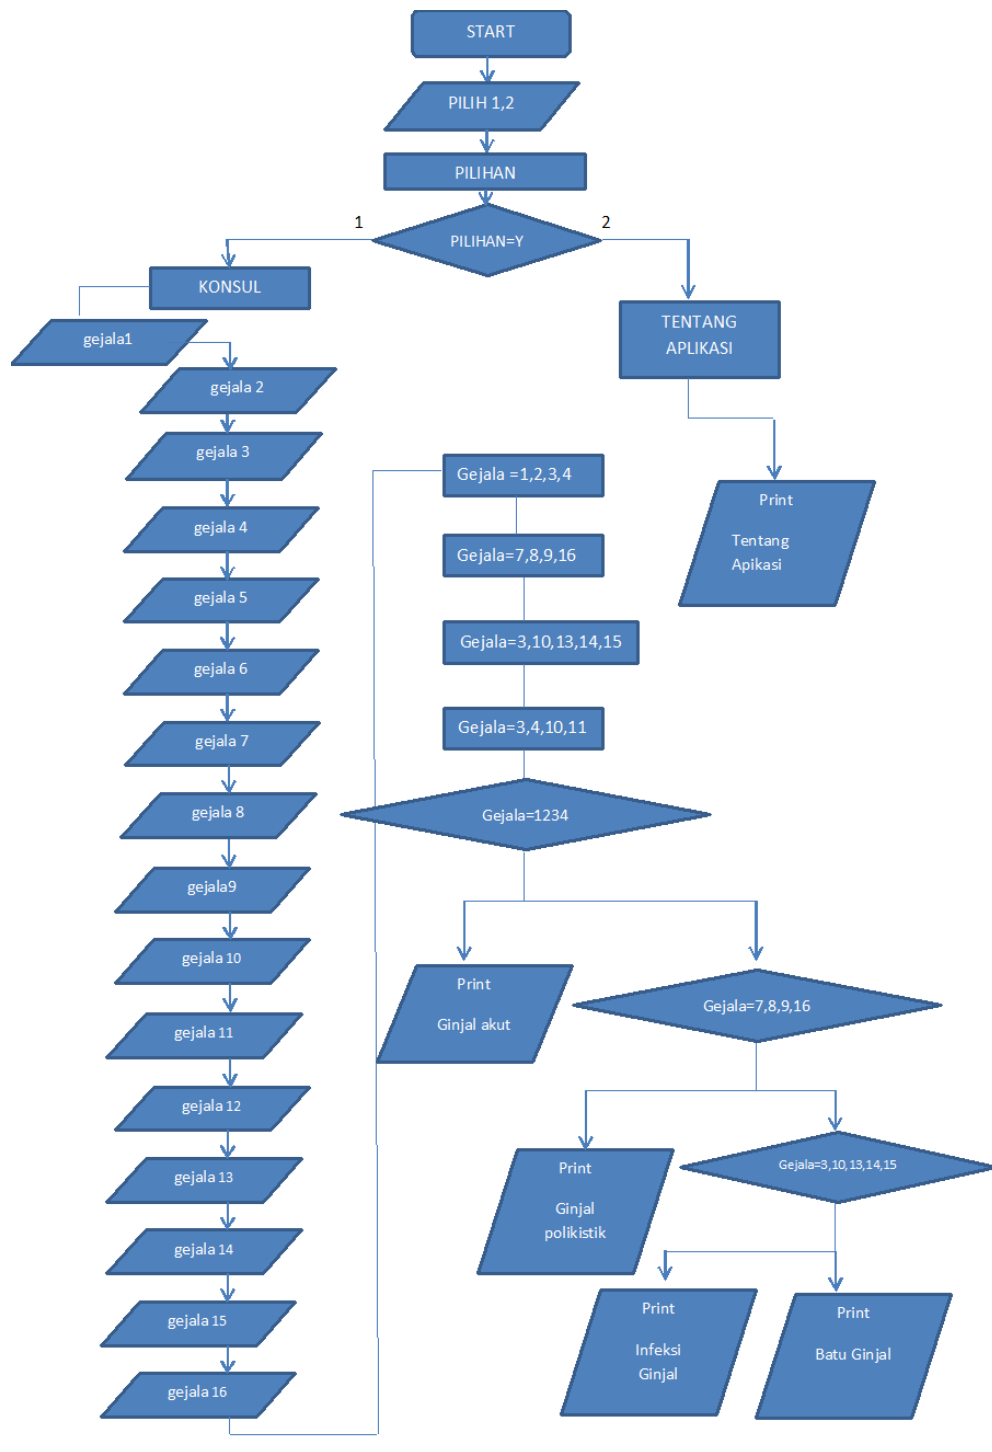 START
PILIH 1,2
PILIHAN
1
2
PILIHAN=Y
KONSUL
gejala1
gejala 2
gejala 3
gejala 4
gejala 5
gejala 6
gejala 7
gejala 8
gejala9
gejala 10
gejala 11
gejala 12
gejala 13
gejala 14
gejala 15
gejala 16
TENTANG
APLIKASI
Print
Tentang
Apikasi
Gejala =1,2,3,4
Gejala=7,8,9,16
Gejala=3,10,13,14,15
Gejala=3,4,10,11
Gejala=1234
Print
Ginjal akut
Gejala=7,8,9,16
Print
Ginjal
polikistik
Gejala=3,10,13,14,15
Print
Infeksi
Ginjal
Print
Batu Ginjal